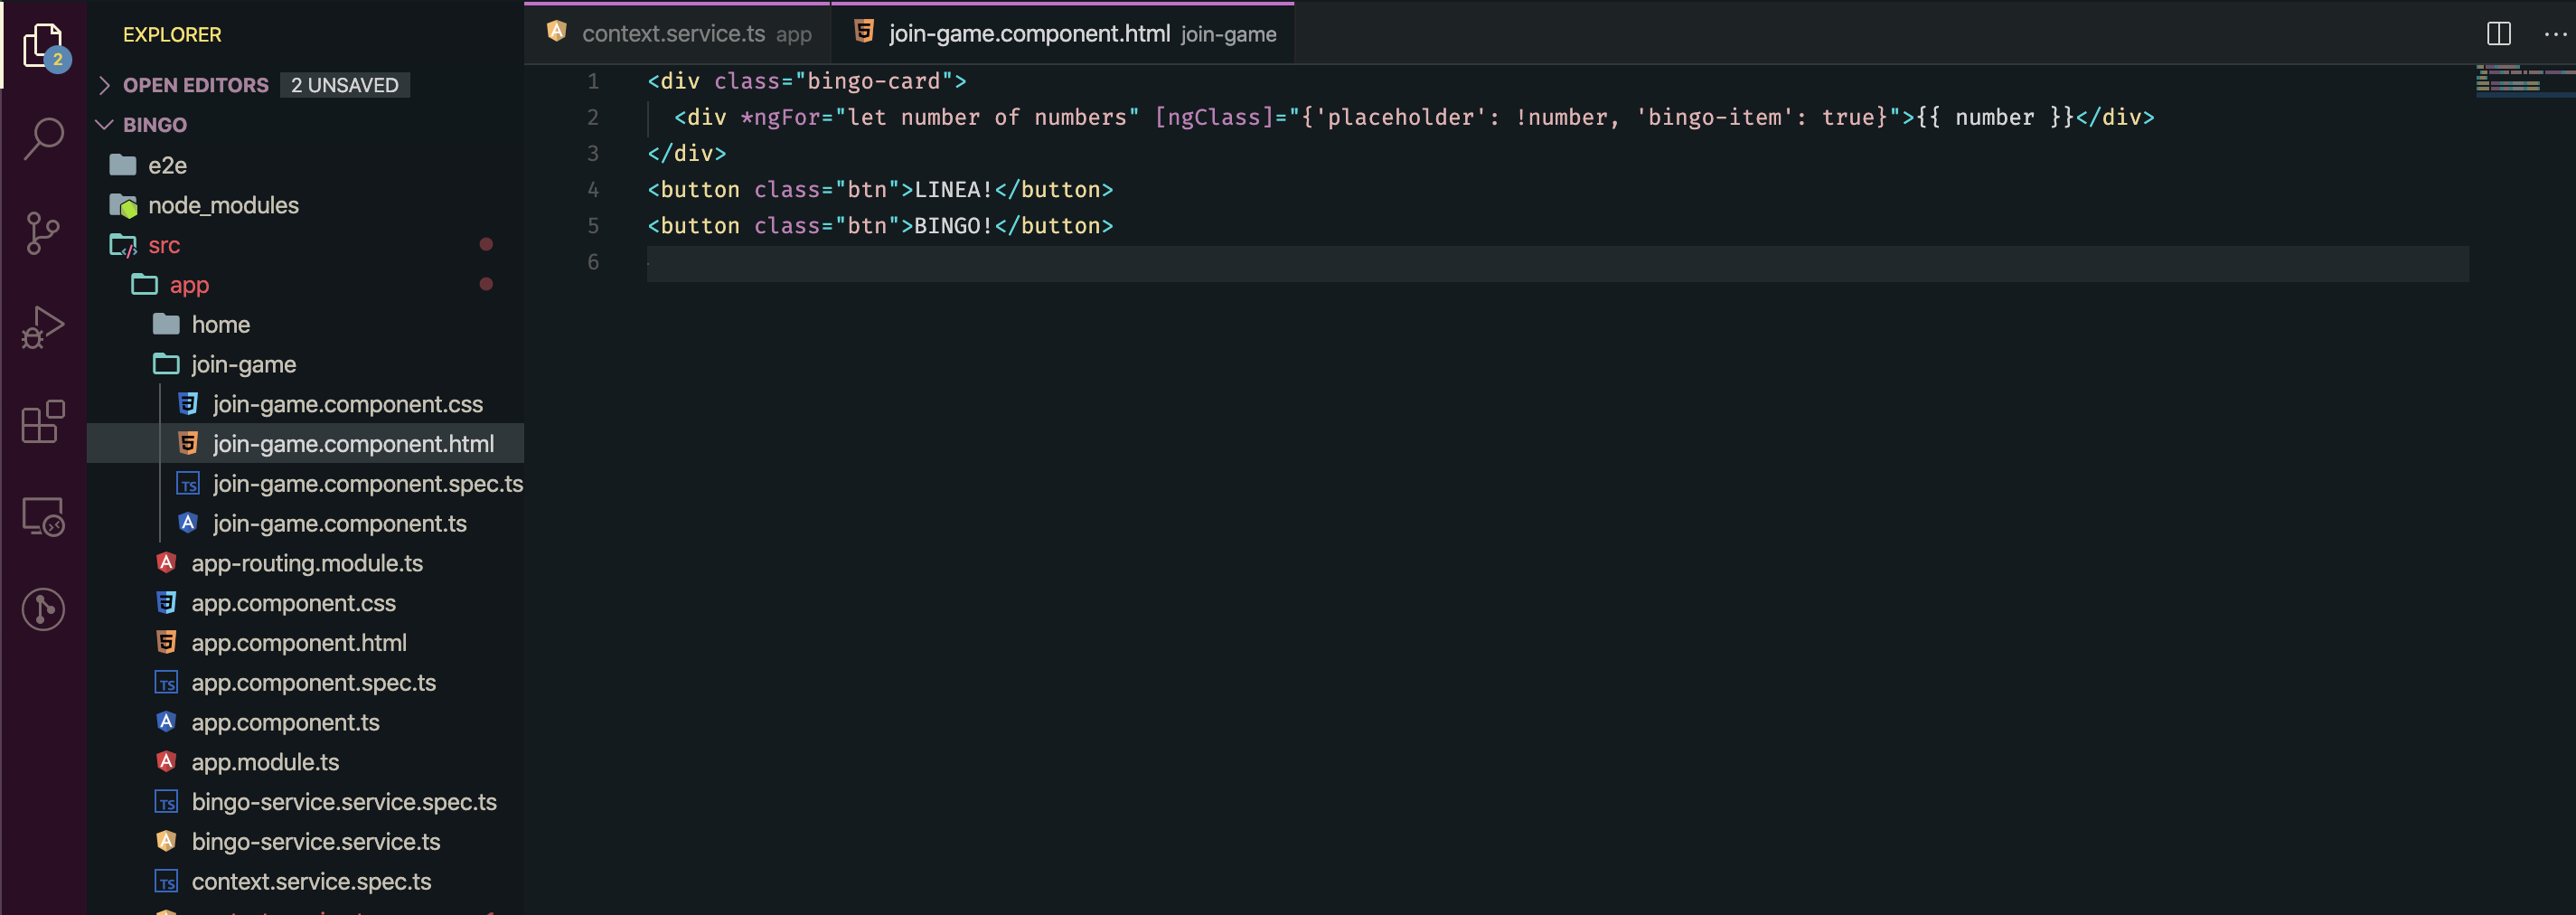 EXPLORER
context.service.ts app
join-game.component.html join-game
2
OPEN EDITORS 2 UNSAVED
BINGO
e2e
node_modules
src
app
home
join-game
join-game.component.css
join-game.component.html
join-game.component.spec.ts
join-game.component.ts
app-routing.module.ts
app.component.css
app.component.html
app.component.spec.ts
app.component.ts
app.module.ts
bingo-service.service.spec.ts
bingo-service.service.ts
context.service.spec.ts
1 <div class="bingo-card">
2 <div *ngFor="let number of numbers" [ngClass]="{'placeholder': !number, 'bingo-item': true}">{{ number }}</div>
3 </div>
4 <button class="btn">LINEA!</button>
5 <button class="btn">BINGO!</button>
6